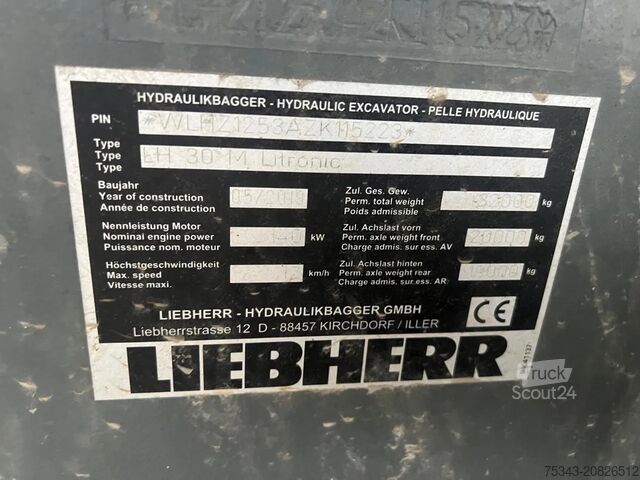 HYDRAULIKBAGGER - HYDRAULIC EXCAVATOR - PELLE HYDRAULIQUE
PIN *WLHZ1253AZK115223*
Type
Type LH 30 M Litronic
Type
Baujahr
Year of construction 05/2019
Année de construction
Nennleistung Motor
Nominal engine power kW
Puissance nom. moteur
Höchstgeschwindigkeit
Max. speed km/h
Vitesse maxi.
Zul. Ges. Gew.
Perm. total weight 33000 kg
Poids admissible
Zul. Achslast vorn
Perm. axle weight front 20000 kg
Charge admis. sur ess. AV
Zul. Achslast hinten
Perm. axle weight rear kg
Charge admis. sur ess. AR
LIEBHERR - HYDRAULIKBAGGER GMBH
Liebherrstrasse 12 D - 88457 KIRCHDORF / ILLER
CE
LIEBHERR
Truck
Scout24
75343-20826512